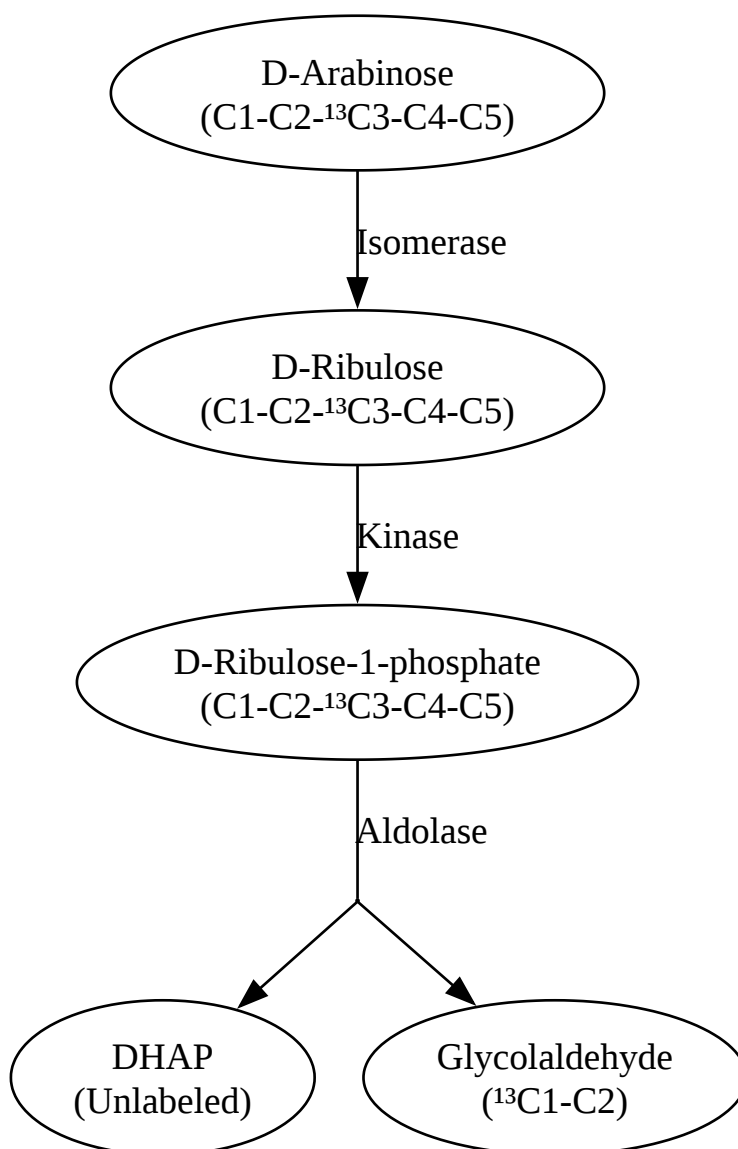 D-Arabinose
(C1-C2-¹³C3-C4-C5)
Isomerase
D-Ribulose
(C1-C2-¹³C3-C4-C5)
Kinase
D-Ribulose-1-phosphate
(C1-C2-¹³C3-C4-C5)
Aldolase
DHAP
(Unlabeled)
Glycolaldehyde
(¹³C1-C2)